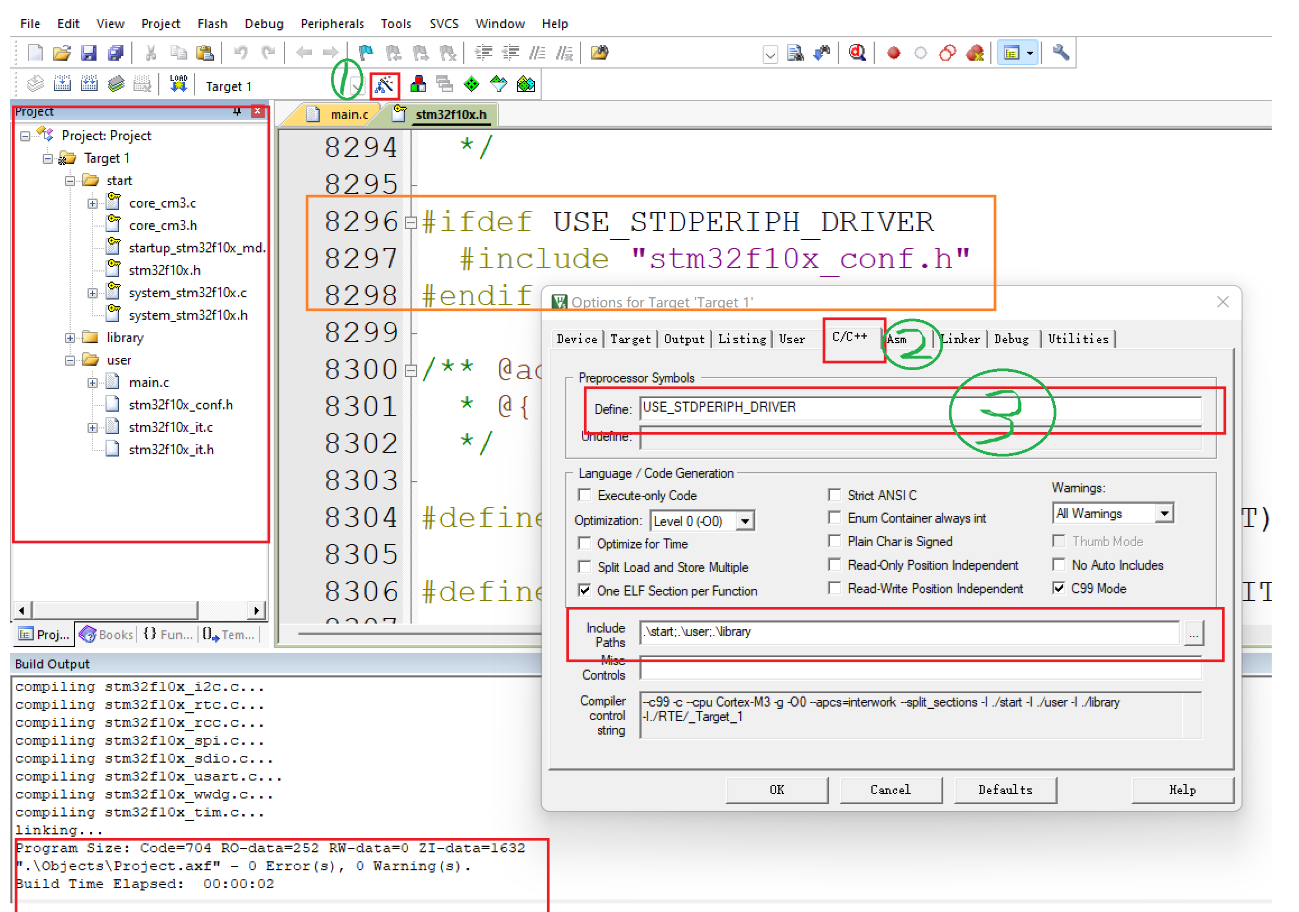 File Edit View Project Flash Debug Peripherals Tools SVCS Window Help
LOAD
Target 1
1
Project
Project: Project
Target 1
start
core_cm3.c
core_cm3.h
startup_stm32f10x_md.
stm32f10x.h
system_stm32f10x.c
system_stm32f10x.h
library
user
main.c
stm32f10x_conf.h
stm32f10x_it.c
stm32f10x_it.h
Proj... Books {} Fun... 0 Tem...
main.c stm32f10x.h
8294 */
8295
8296 #ifdef USE_STDPERIPH_DRIVER
8297 #include "stm32f10x_conf.h"
8298 #endif
8299
8300 /** @ad
8301 * @{
8302 */
8303
8304 #define T)
8305
8306 #define IT
8307
Options for Target 'Target 1'
Device Target Output Listing User C/C++ Asm Linker Debug Utilities
2
Preprocessor Symbols
Define: USE_STDPERIPH_DRIVER
3
Undefine:
Language / Code Generation
Execute-only Code
Optimization: Level 0 (-O0)
Optimize for Time
Split Load and Store Multiple
One ELF Section per Function
Strict ANSI C
Enum Container always int
Plain Char is Signed
Read-Only Position Independent
Read-Write Position Independent
Warnings:
All Warnings
Thumb Mode
No Auto Includes
C99 Mode
Include
Paths
.\start;.\user;.\library
...
Misc
Controls
Compiler
control
string
--c99 -c --cpu Cortex-M3 -g -O0 --apcs=interwork --split_sections -I ./start -I ./user -I ./library
-I./RTE/_Target_1
OK Cancel Defaults Help
Build Output
compiling stm32f10x_i2c.c...
compiling stm32f10x_rtc.c...
compiling stm32f10x_rcc.c...
compiling stm32f10x_spi.c...
compiling stm32f10x_sdio.c...
compiling stm32f10x_usart.c...
compiling stm32f10x_wwdg.c...
compiling stm32f10x_tim.c...
linking...
Program Size: Code=704 RO-data=252 RW-data=0 ZI-data=1632
".\Objects\Project.axf" - 0 Error(s), 0 Warning(s).
Build Time Elapsed: 00:00:02